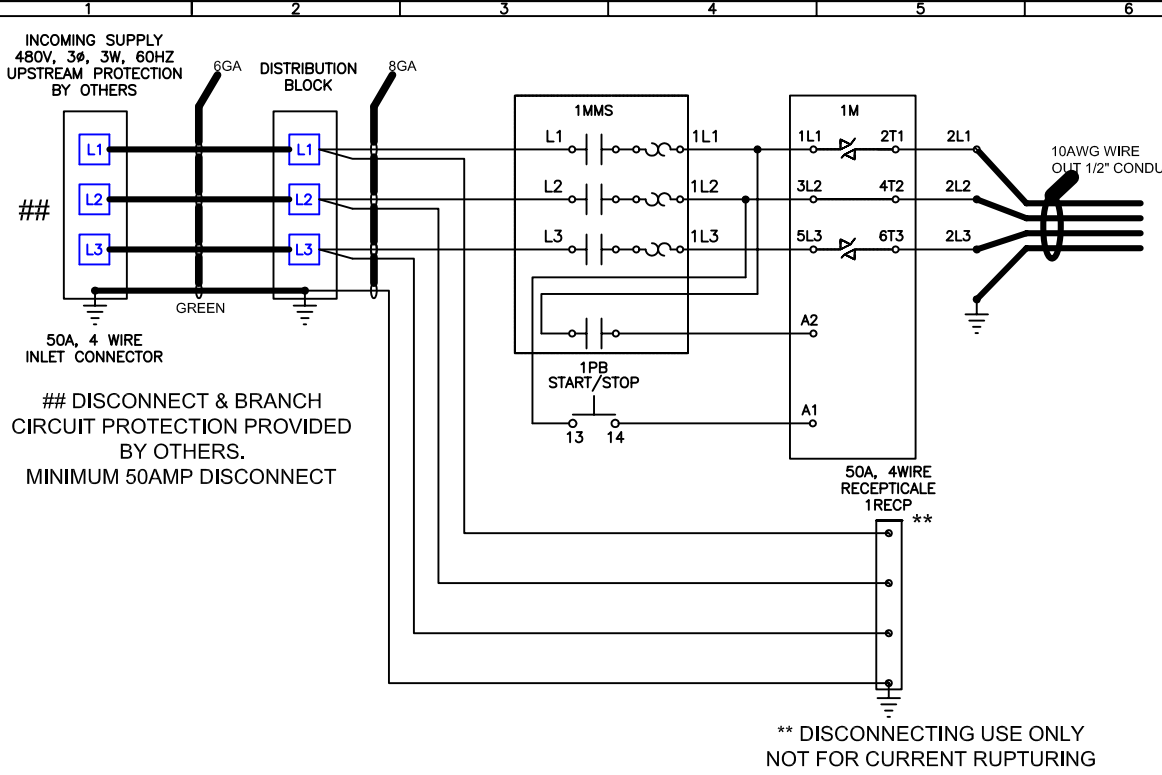 1 2 3 4 5 6
INCOMING SUPPLY
480V, 3ø, 3W, 60HZ
UPSTREAM PROTECTION
BY OTHERS
6GA
DISTRIBUTION
BLOCK
8GA
1MMS
1M
L1
L1
L1
1L1
1L1
2T1
2L1
10AWG WIRE
OUT 1/2" CONDU
##
L2
L2
L2
1L2
3L2
4T2
2L2
L3
L3
L3
1L3
5L3
6T3
2L3
GREEN
A2
50A, 4 WIRE
INLET CONNECTOR
1PB
START/STOP
13 14
A1
## DISCONNECT & BRANCH
CIRCUIT PROTECTION PROVIDED
BY OTHERS.
MINIMUM 50AMP DISCONNECT
50A, 4WIRE
RECEPTICALE
1RECP
**
** DISCONNECTING USE ONLY
NOT FOR CURRENT RUPTURING